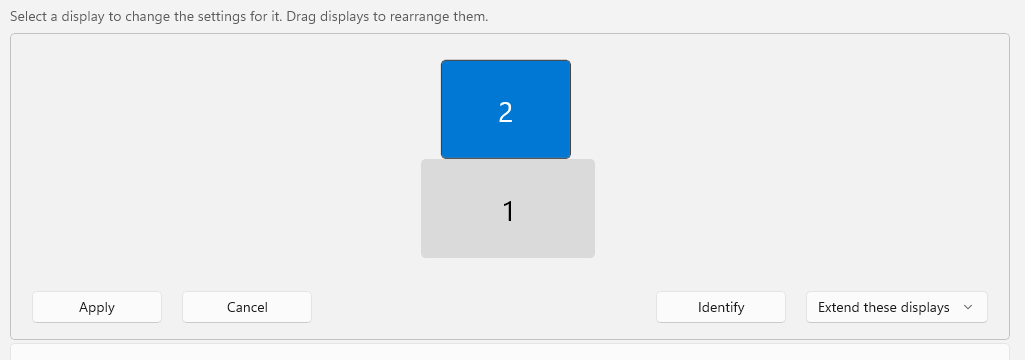 Select a display to change the settings for it. Drag displays to rearrange them.
2
1
Apply Cancel Identify Extend these displays